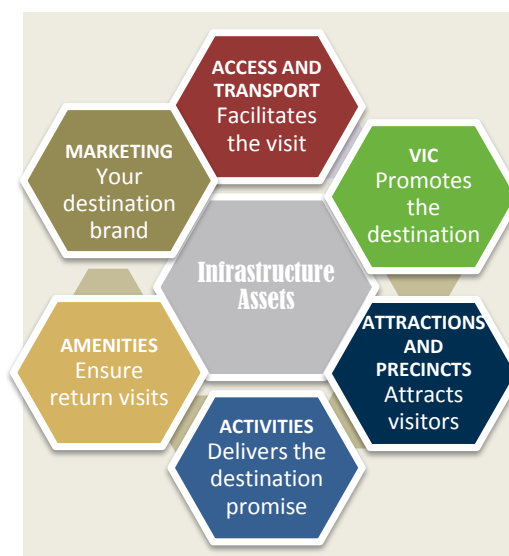 ACCESS AND
TRANSPORT
Facilitates
the visit
MARKETING
Your
destination
brand
VIC
Promotes
the
destination
Infrastructure
Assets
AMENITIES
Ensure
return visits
ATTRACTIONS
AND
PRECINCTS
Attracts
visitors
ACTIVITIES
Delivers the
destination
promise